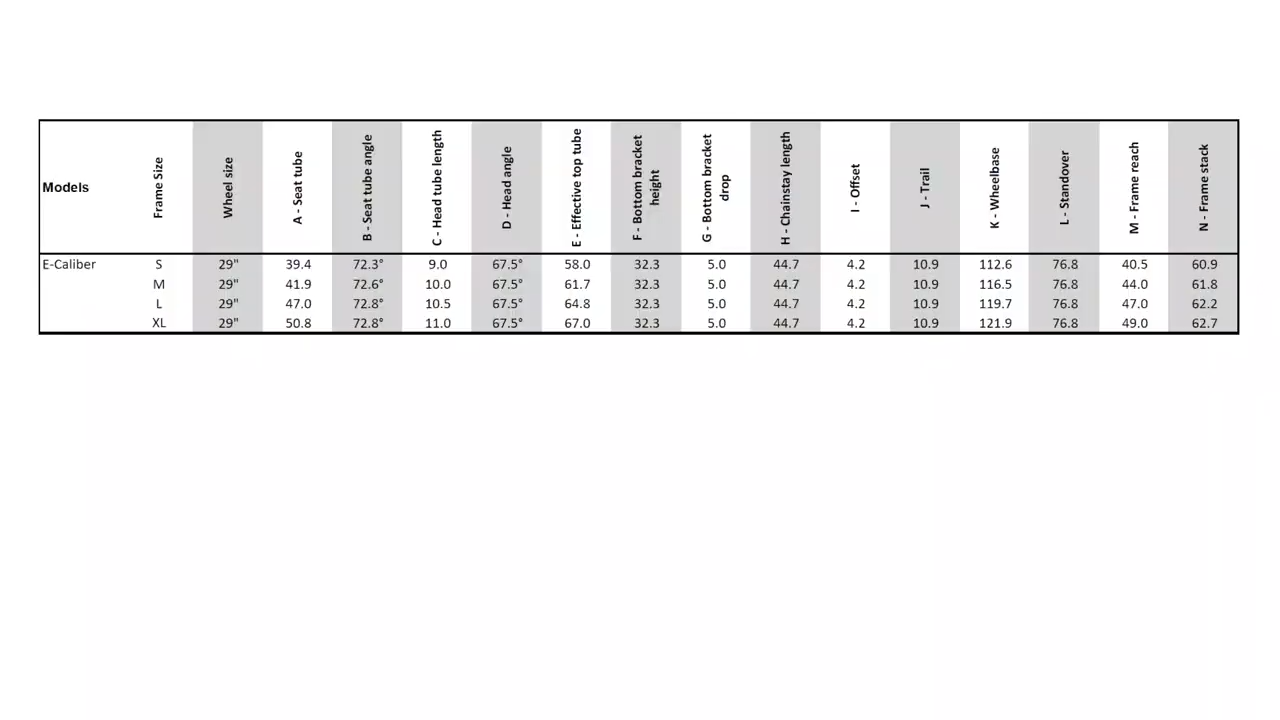 Models Frame Size Wheel size A - Seat tube B - Seat tube angle C - Head tube length D - Head angle E - Effective top tube F - Bottom bracket height G - Bottom bracket drop H - Chainstay length I - Offset J - Trail K - Wheelbase L - Standover M - Frame reach N - Frame stack
E-Caliber S 29" 39.4 72.3° 9.0 67.5° 58.0 32.3 5.0 44.7 4.2 10.9 112.6 76.8 40.5 60.9
M 29" 41.9 72.6° 10.0 67.5° 61.7 32.3 5.0 44.7 4.2 10.9 116.5 76.8 44.0 61.8
L 29" 47.0 72.8° 10.5 67.5° 64.8 32.3 5.0 44.7 4.2 10.9 119.7 76.8 47.0 62.2
XL 29" 50.8 72.8° 11.0 67.5° 67.0 32.3 5.0 44.7 4.2 10.9 121.9 76.8 49.0 62.7